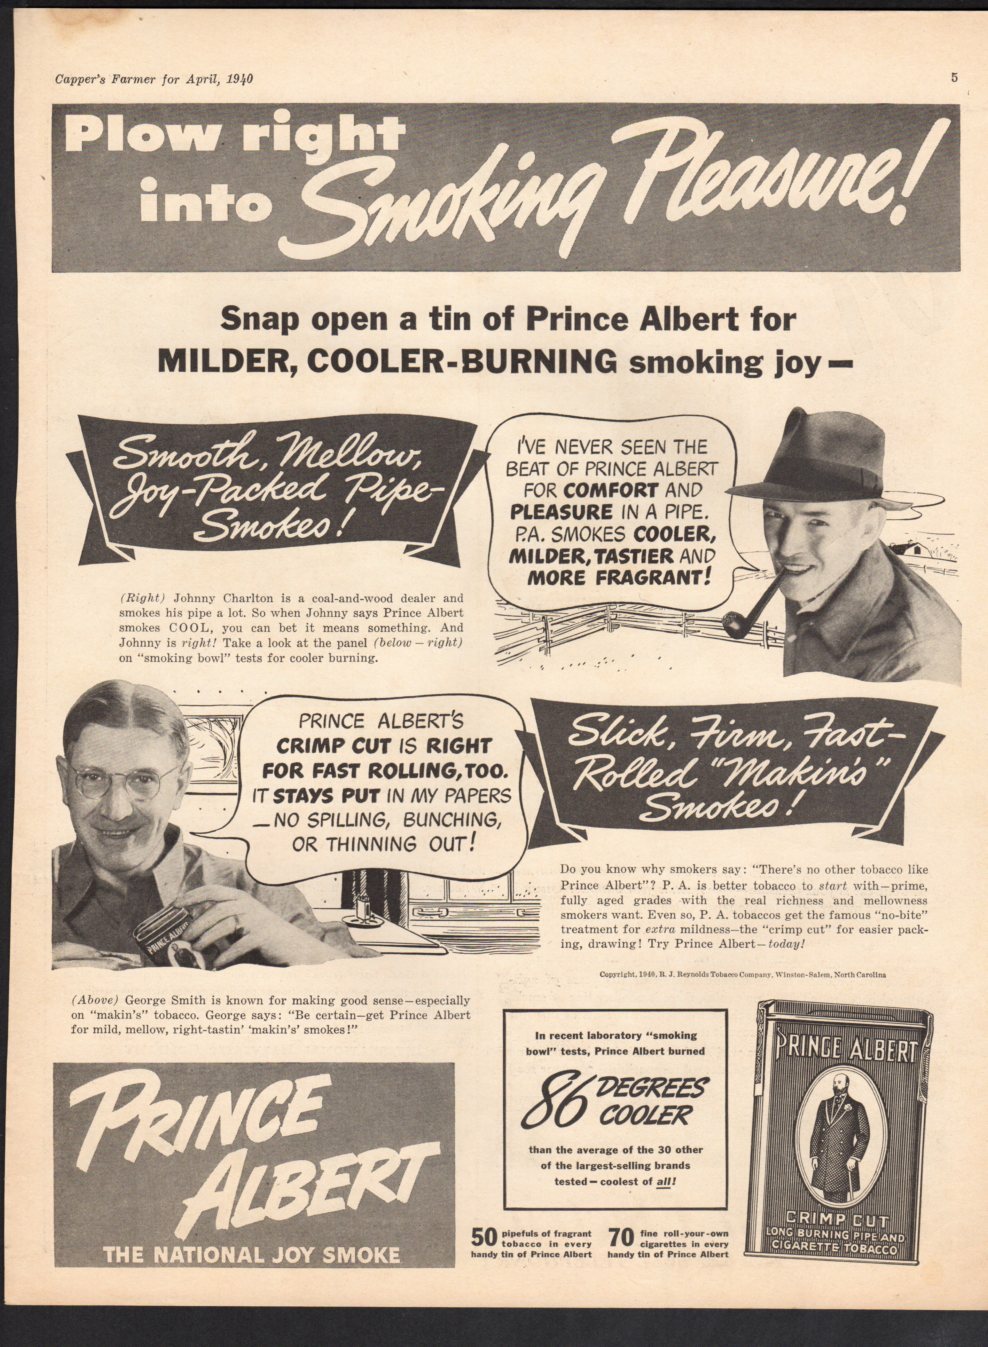 Capper's Farmer for April, 1940
5
Plow right
into Smoking Pleasure!
Snap open a tin of Prince Albert for
MILDER, COOLER-BURNING smoking joy—
Smooth, Mellow,
Joy-Packed Pipe-
Smokes!
I'VE NEVER SEEN THE
BEAT OF PRINCE ALBERT
FOR COMFORT AND
PLEASURE IN A PIPE.
P.A. SMOKES COOLER,
MILDER, TASTIER AND
MORE FRAGRANT!
(Right) Johnny Charlton is a coal-and-wood dealer and
smokes his pipe a lot. So when Johnny says Prince Albert
smokes COOL, you can bet it means something. And
Johnny is right! Take a look at the panel (below—right)
on "smoking bowl" tests for cooler burning.
PRINCE ALBERT'S
CRIMP CUT IS RIGHT
FOR FAST ROLLING, TOO.
IT STAYS PUT IN MY PAPERS
—NO SPILLING, BUNCHING,
OR THINNING OUT!
PRINCE ALBERT
Slick, Firm, Fast-
Rolled "Makin's"
Smokes!
Do you know why smokers say: "There's no other tobacco like
Prince Albert"? P. A. is better tobacco to start with—prime,
fully aged grades with the real richness and mellowness
smokers want. Even so, P. A. tobaccos get the famous "no-bite"
treatment for extra mildness—the "crimp cut" for easier pack-
ing, drawing! Try Prince Albert—today!
Copyright, 1940, R. J. Reynolds Tobacco Company, Winston-Salem, North Carolina
(Above) George Smith is known for making good sense—especially
on "makin's" tobacco. George says: "Be certain—get Prince Albert
for mild, mellow, right-tastin' 'makin's' smokes!"
PRINCE
ALBERT
THE NATIONAL JOY SMOKE
In recent laboratory "smoking
bowl" tests, Prince Albert burned
86 DEGREES
COOLER
than the average of the 30 other
of the largest-selling brands
tested—coolest of all!
50 pipefuls of fragrant
tobacco in every
handy tin of Prince Albert
70 fine roll-your-own
cigarettes in every
handy tin of Prince Albert
PRINCE ALBERT
CRIMP CUT
LONG BURNING PIPE AND
CIGARETTE TOBACCO